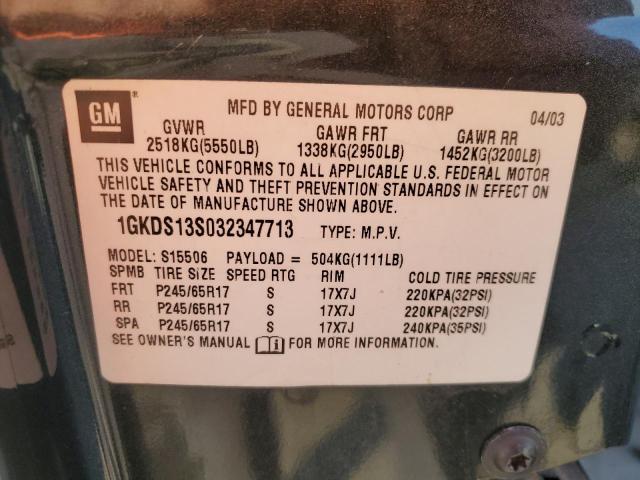 GM ® MFD BY GENERAL MOTORS CORP 04/03
GVWR GAWR FRT GAWR RR
2518KG(5550LB) 1338KG(2950LB) 1452KG(3200LB)
THIS VEHICLE CONFORMS TO ALL APPLICABLE U.S. FEDERAL MOTOR
VEHICLE SAFETY AND THEFT PREVENTION STANDARDS IN EFFECT ON
THE DATE OF MANUFACTURE SHOWN ABOVE.
1GKDS13S032347713 TYPE: M.P.V.
MODEL: S15506 PAYLOAD = 504KG(1111LB)
SPMB TIRE SIZE SPEED RTG RIM COLD TIRE PRESSURE
FRT P245/65R17 S 17X7J 220KPA(32PSI)
RR P245/65R17 S 17X7J 220KPA(32PSI)
SPA P245/65R17 S 17X7J 240KPA(35PSI)
SEE OWNER'S MANUAL FOR MORE INFORMATION.